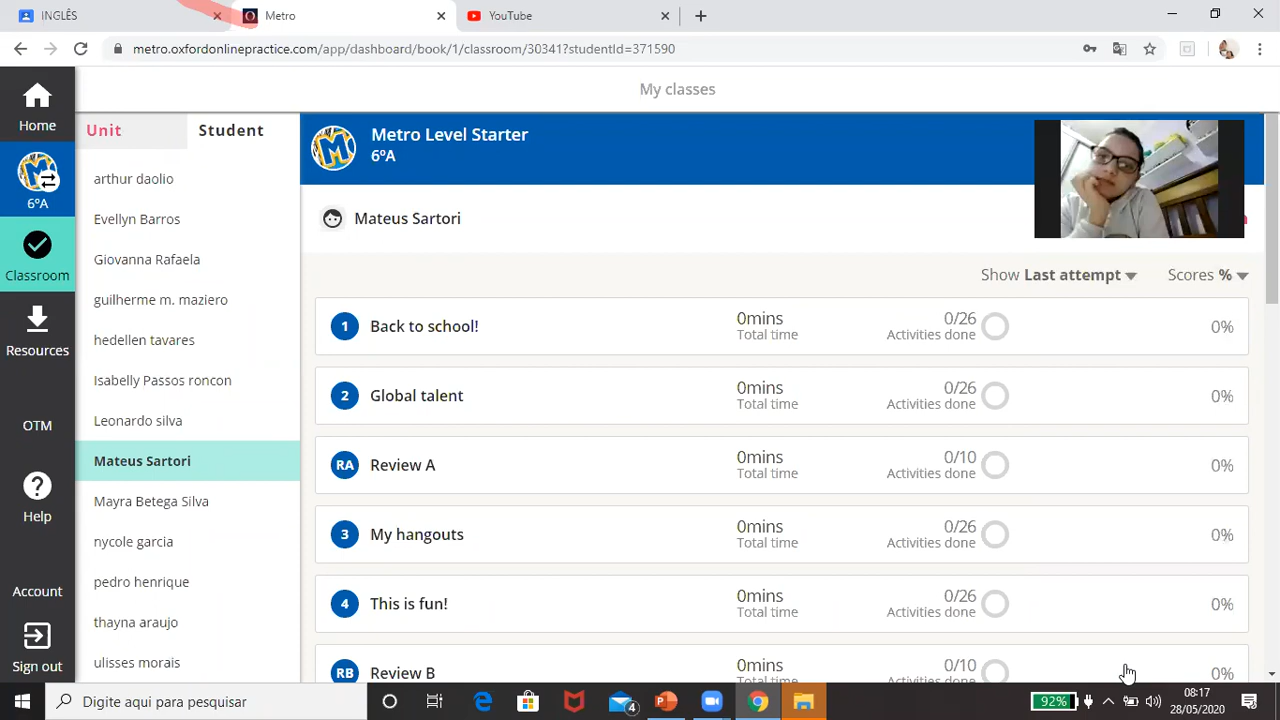 INGLÊS
Metro
YouTube
metro.oxfordonlinepractice.com/app/dashboard/book/1/classroom/30341?studentId=371590
My classes
Home
6ºA
Classroom
Resources
OTM
Help
Account
Sign out
Unit
Student
arthur daolio
Evellyn Barros
Giovanna Rafaela
guilherme m. maziero
hedellen tavares
Isabelly Passos roncon
Leonardo silva
Mateus Sartori
Mayra Betega Silva
nycole garcia
pedro henrique
thayna araujo
ulisses morais
Metro Level Starter
6ºA
Mateus Sartori
Show Last attempt
Scores %
1 Back to school! 0mins 0/26 0%
Total time Activities done
2 Global talent 0mins 0/26 0%
Total time Activities done
RA Review A 0mins 0/10 0%
Total time Activities done
3 My hangouts 0mins 0/26 0%
Total time Activities done
4 This is fun! 0mins 0/26 0%
Total time Activities done
RB Review B 0mins 0/10 0%
Digite aqui para pesquisar
4
92%
08:17
28/05/2020